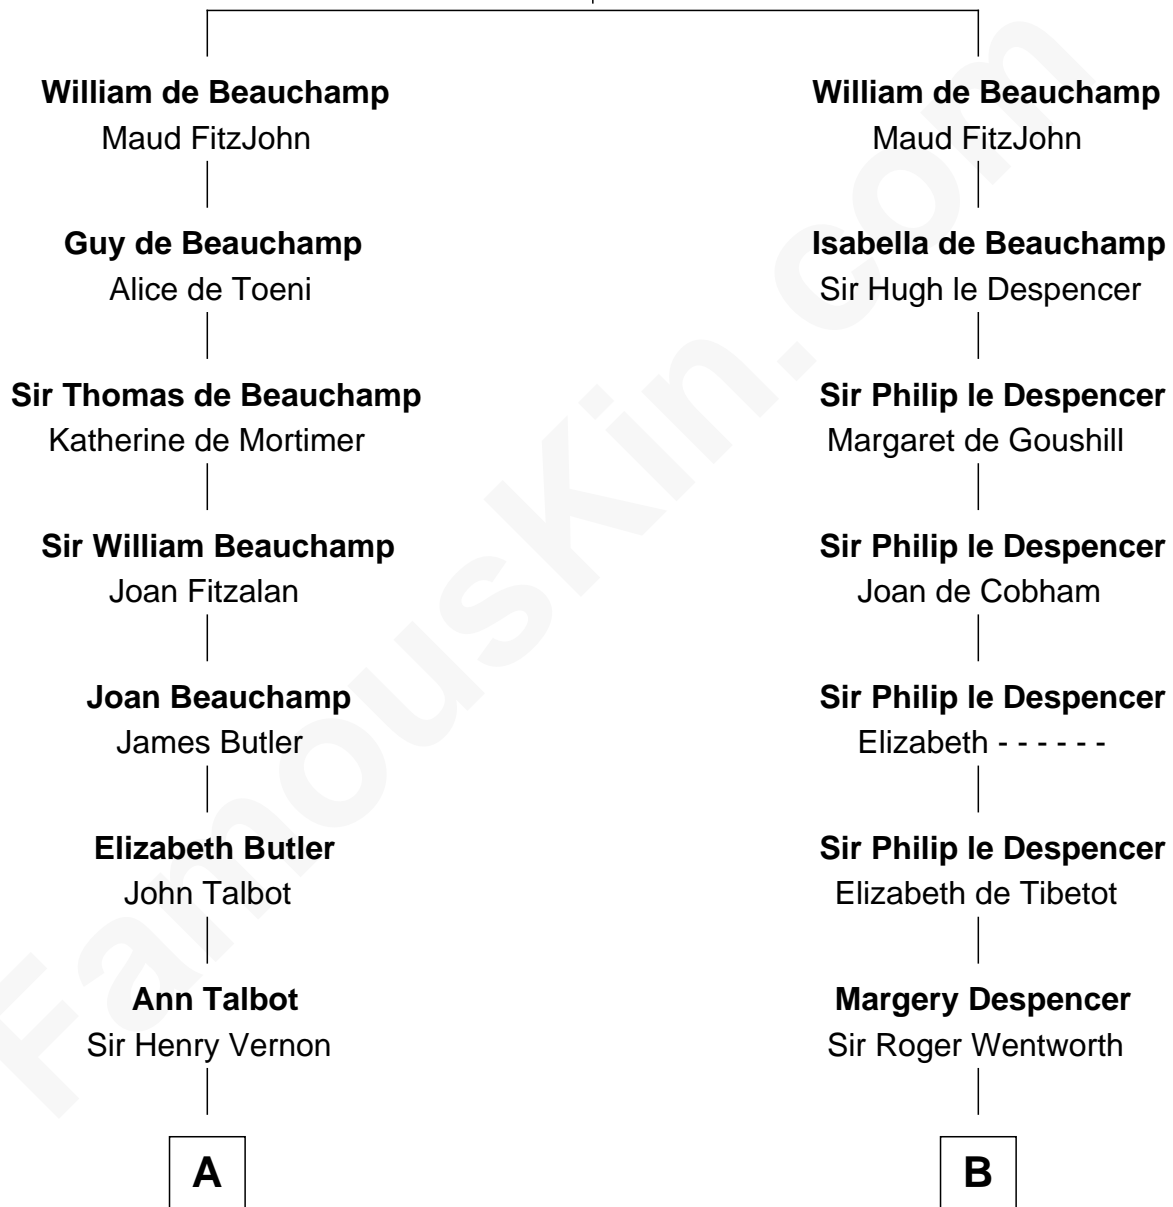 William de Beauchamp
Maud FitzJohn
Guy de Beauchamp
Alice de Toeni
Sir Thomas de Beauchamp
Katherine de Mortimer
Sir William Beauchamp
Joan Fitzalan
Joan Beauchamp
James Butler
Elizabeth Butler
John Talbot
Ann Talbot
Sir Henry Vernon
A
William de Beauchamp
Maud FitzJohn
Isabella de Beauchamp
Sir Hugh le Despencer
Sir Philip le Despencer
Margaret de Goushill
Sir Philip le Despencer
Joan de Cobham
Sir Philip le Despencer
Elizabeth - - - - - -
Sir Philip le Despencer
Elizabeth de Tibetot
Margery Despencer
Sir Roger Wentworth
B
FamousKin.com